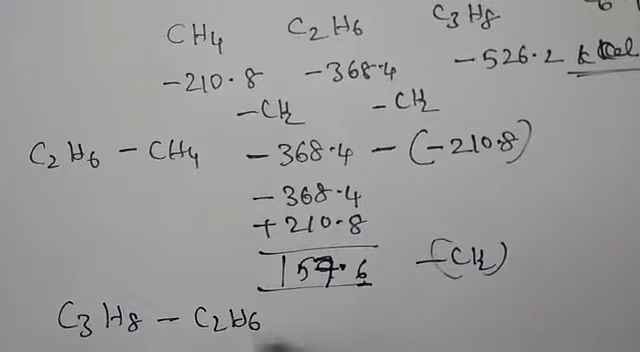 CH4 C2H6 C3H8
-210.8 -368.4 -526.2 kcal
-CH2 -CH2
C2H6 - CH4 -368.4 - (-210.8)
-368.4
+210.8
157.6 -(CH2)
C3H8 - C2H6